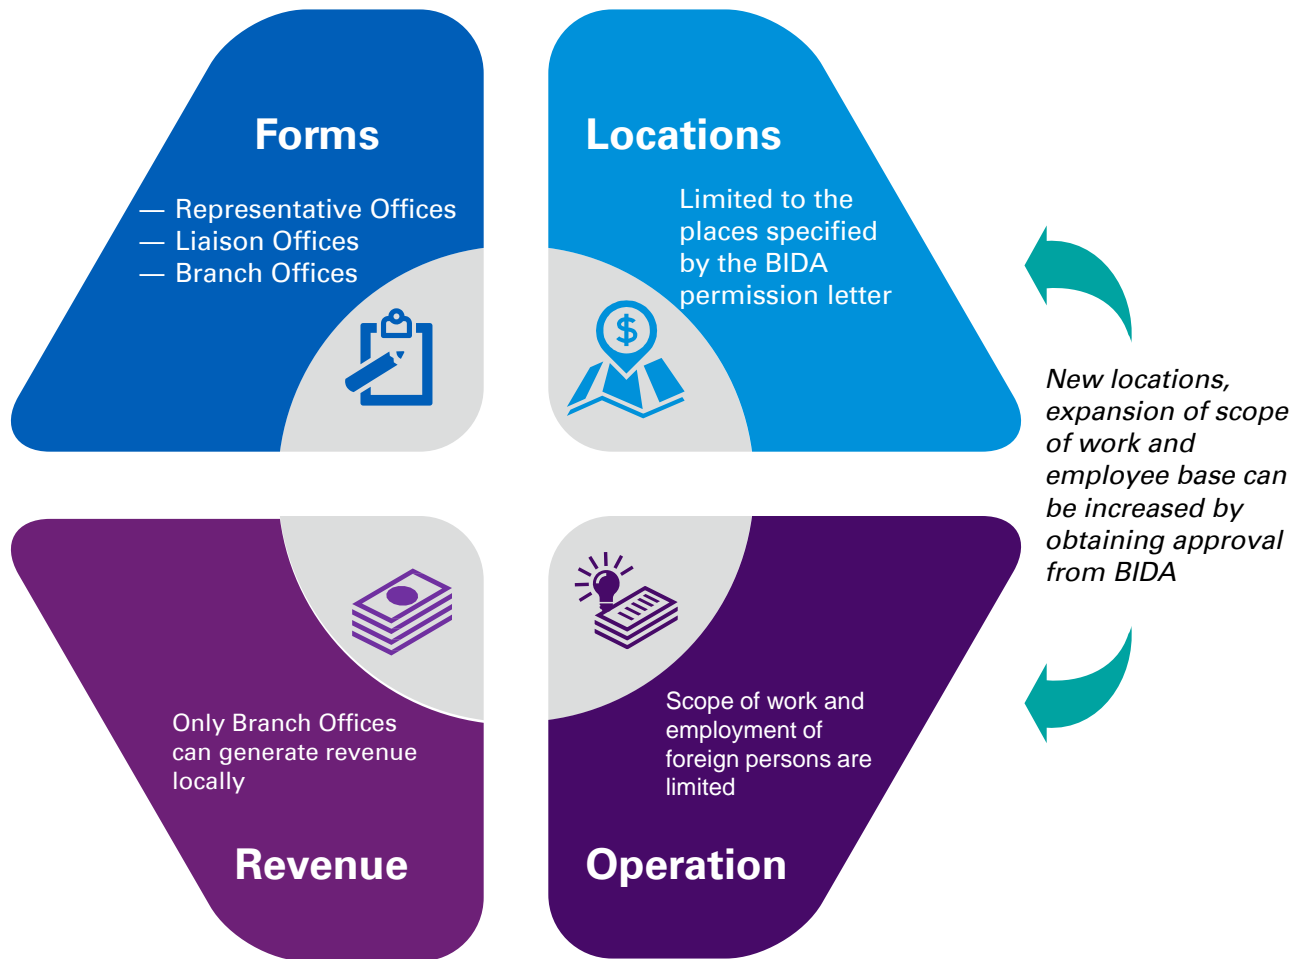 Forms
— Representative Offices
— Liaison Offices
— Branch Offices
Locations
Limited to the
places specified
by the BIDA
permission letter
$
New locations,
expansion of scope
of work and
employee base can
be increased by
obtaining approval
from BIDA
Only Branch Offices
can generate revenue
locally
Revenue
Scope of work and
employment of
foreign persons are
limited
Operation